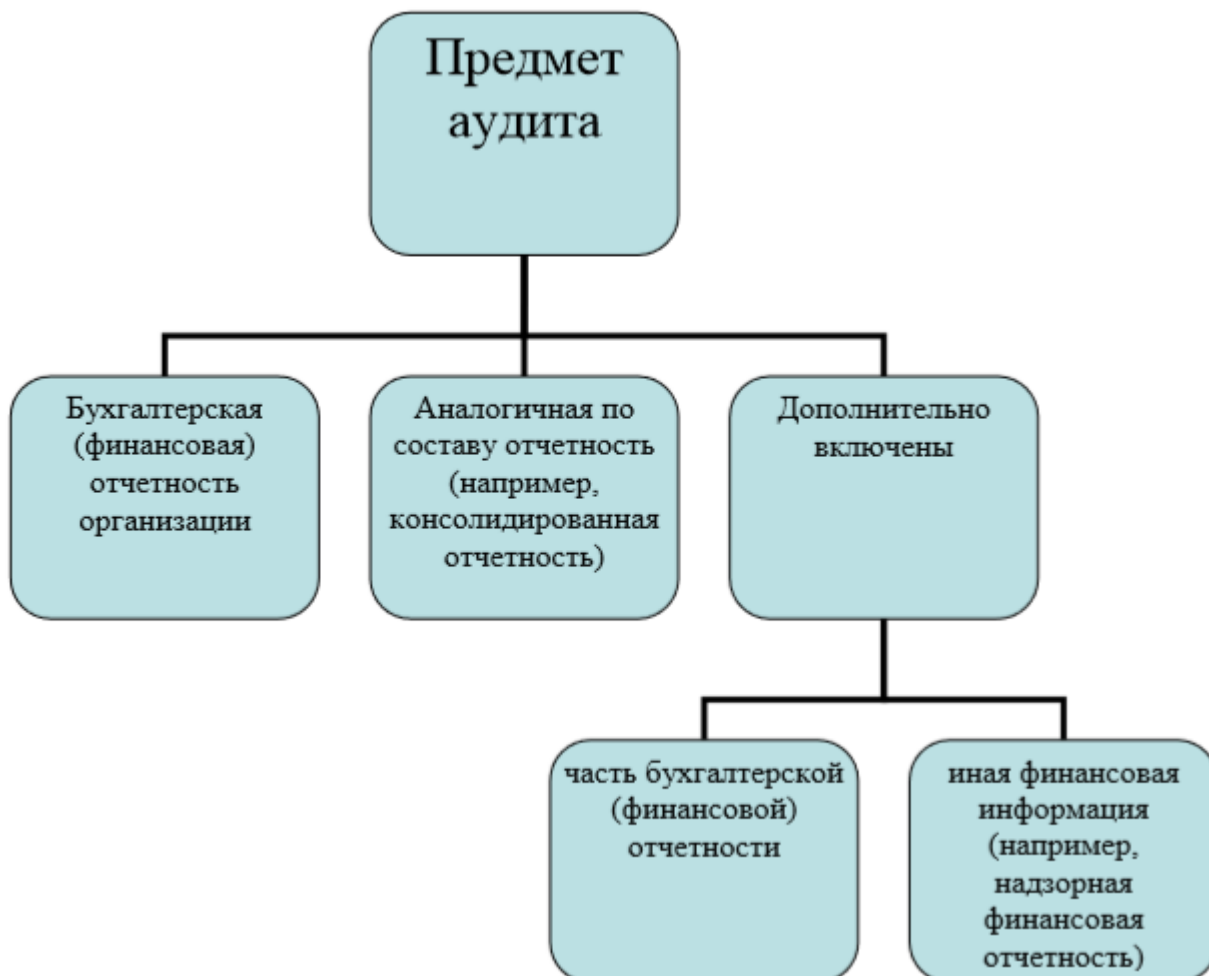 Предмет
аудита
Бухгалтерская
(финансовая)
отчетность
организации
Аналогичная по
составу отчетность
(например,
консолидированная
отчетность)
Дополнительно
включены
часть бухгалтерской
(финансовой)
отчетности
иная финансовая
информация
(например,
надзорная
финансовая
отчетность)